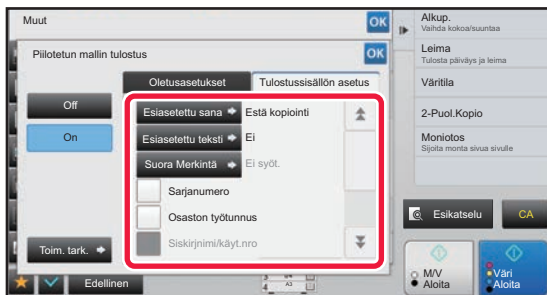 Muut
OK
Piilotetun mallin tulostus
OK
Oletusasetukset
Tulostussisällön asetus
Off
On
Esiasetettu sana
Estä kopiointi
Esiasetettu teksti
Ei
Suora Merkintä
Ei syöt.
Sarjanumero
Osaston työtunnus
Siskirjnimi/käyt.nro
Toim. tark.
Edellinen
A3
4
Alkup.
Vaihda kokoa/suuntaa
Leima
Tulosta päiväys ja leima
Väritila
2-Puol.Kopio
Moniotos
Sijoita monta sivua sivulle
Esikatselu
CA
M/V
Aloita
Väri
Aloita